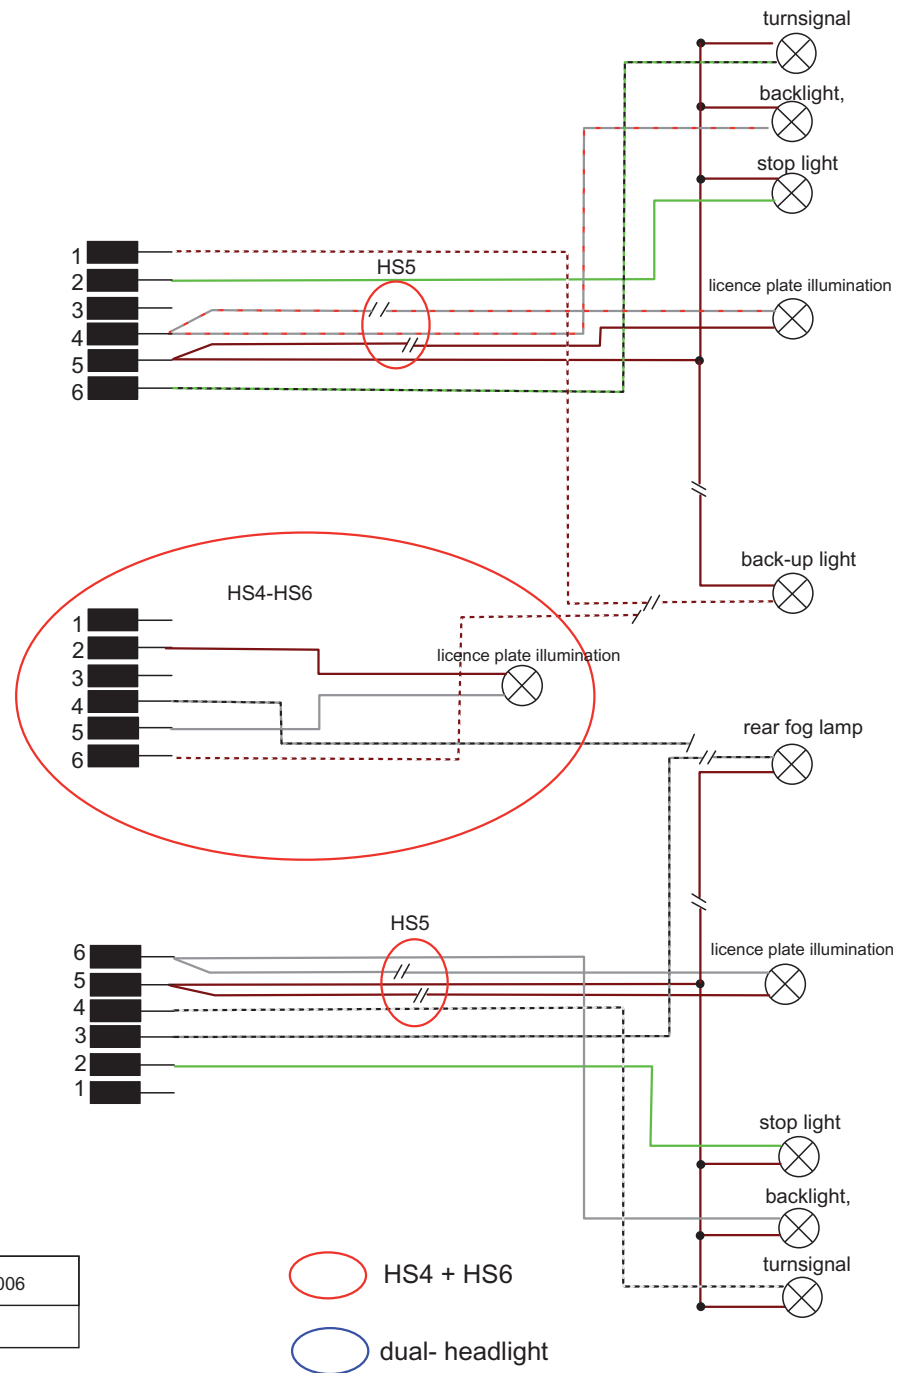 turnsignal
backlight,
stop light
1
HS5
2
licence plate illumination
3
4
5
6
back-up light
HS4-HS6
1
2
licence plate illumination
3
4
5
rear fog lamp
6
HS5
6
licence plate illumination
5
4
3
2
1
stop light
backlight,
turnsignal
006
HS4 + HS6
dual- headlight